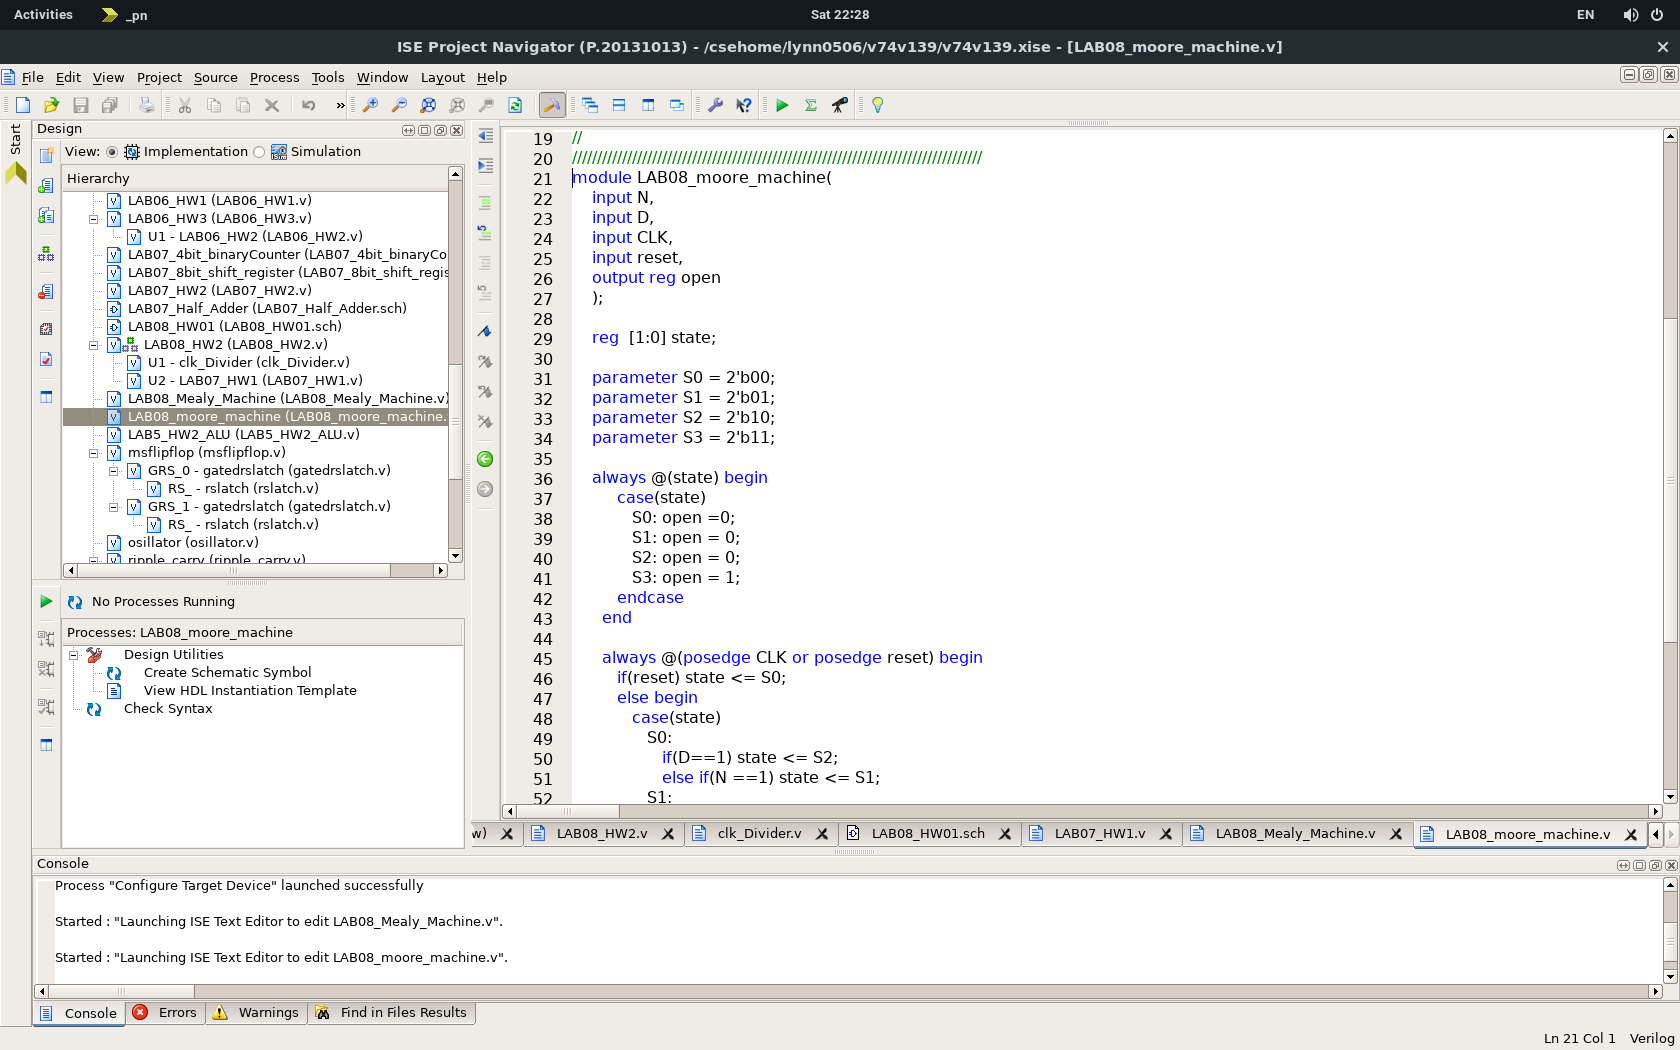 Activities
_pn
Sat 22:28
EN
ISE Project Navigator (P.20131013) - /csehome/lynn0506/v74v139/v74v139.xise - [LAB08_moore_machine.v]
File Edit View Project Source Process Tools Window Layout Help
Start
Design
View: Implementation Simulation
Hierarchy
LAB06_HW1 (LAB06_HW1.v)
LAB06_HW3 (LAB06_HW3.v)
U1 - LAB06_HW2 (LAB06_HW2.v)
LAB07_4bit_binaryCounter (LAB07_4bit_binaryCo
LAB07_8bit_shift_register (LAB07_8bit_shift_regis
LAB07_HW2 (LAB07_HW2.v)
LAB07_Half_Adder (LAB07_Half_Adder.sch)
LAB08_HW01 (LAB08_HW01.sch)
LAB08_HW2 (LAB08_HW2.v)
U1 - clk_Divider (clk_Divider.v)
U2 - LAB07_HW1 (LAB07_HW1.v)
LAB08_Mealy_Machine (LAB08_Mealy_Machine.v)
LAB08_moore_machine (LAB08_moore_machine.
LAB5_HW2_ALU (LAB5_HW2_ALU.v)
msflipflop (msflipflop.v)
GRS_0 - gatedrslatch (gatedrslatch.v)
RS_ - rslatch (rslatch.v)
GRS_1 - gatedrslatch (gatedrslatch.v)
RS_ - rslatch (rslatch.v)
osillator (osillator.v)
ripple_carry (ripple_carry.v)
No Processes Running
Processes: LAB08_moore_machine
Design Utilities
Create Schematic Symbol
View HDL Instantiation Template
Check Syntax
19 //
20 //////////////////////////////////////////////////////////////////////////////////
21 module LAB08_moore_machine(
22 input N,
23 input D,
24 input CLK,
25 input reset,
26 output reg open
27 );
28
29 reg [1:0] state;
30
31 parameter S0 = 2'b00;
32 parameter S1 = 2'b01;
33 parameter S2 = 2'b10;
34 parameter S3 = 2'b11;
35
36 always @(state) begin
37 case(state)
38 S0: open =0;
39 S1: open = 0;
40 S2: open = 0;
41 S3: open = 1;
42 endcase
43 end
44
45 always @(posedge CLK or posedge reset) begin
46 if(reset) state <= S0;
47 else begin
48 case(state)
49 S0:
50 if(D==1) state <= S2;
51 else if(N ==1) state <= S1;
52 S1:
w) LAB08_HW2.v clk_Divider.v LAB08_HW01.sch LAB07_HW1.v LAB08_Mealy_Machine.v LAB08_moore_machine.v
Console
Process "Configure Target Device" launched successfully
Started : "Launching ISE Text Editor to edit LAB08_Mealy_Machine.v".
Started : "Launching ISE Text Editor to edit LAB08_moore_machine.v".
Console Errors Warnings Find in Files Results
Ln 21 Col 1 Verilog